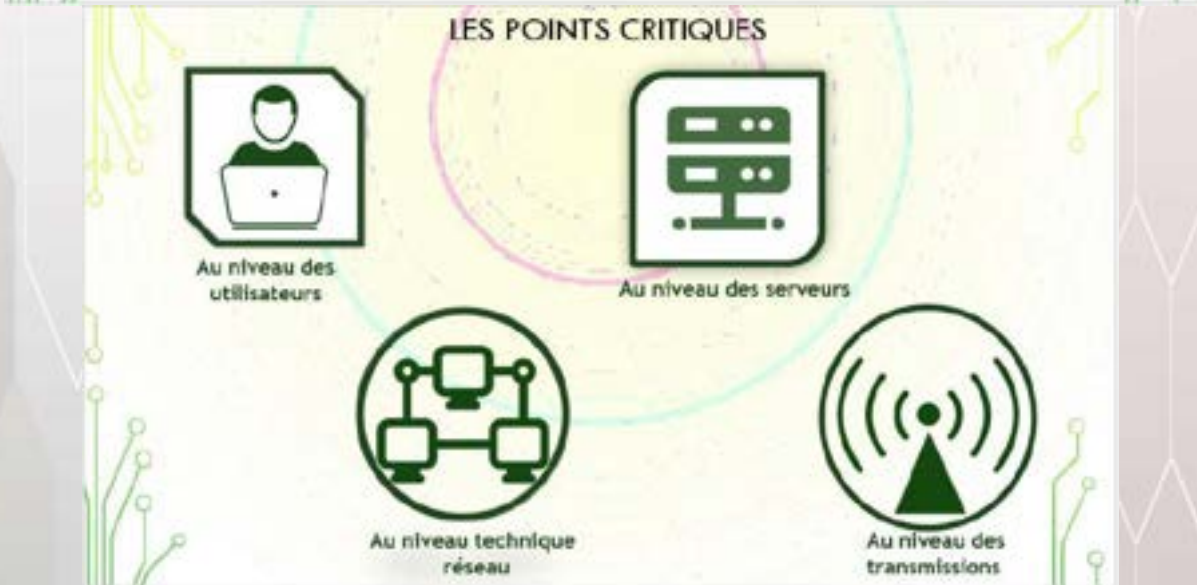 LES POINTS CRITIQUES
Au niveau des
utilisateurs
Au niveau des serveurs
Au niveau technique
réseau
Au niveau des
transmissions